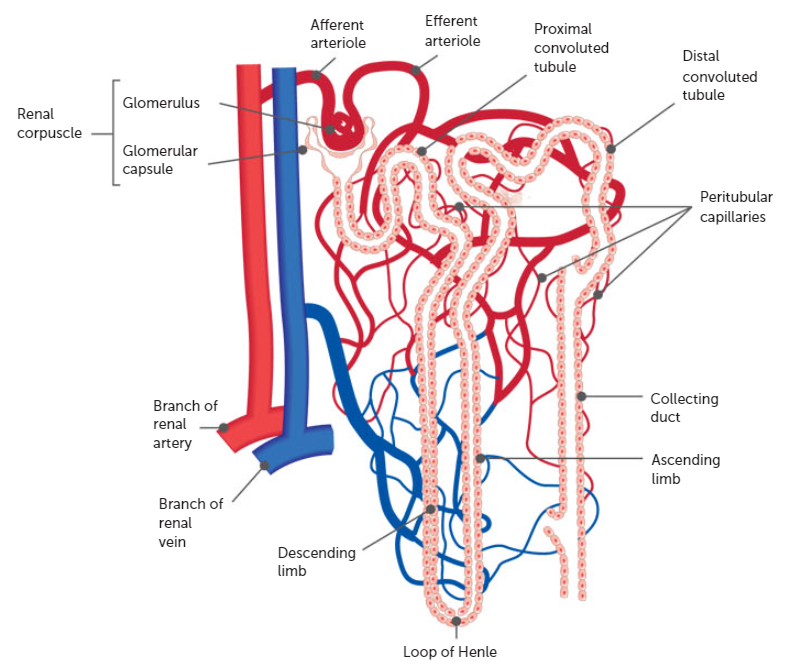 Afferent
arteriole
Efferent
arteriole
Proximal
convoluted
tubule
Distal
convoluted
tubule
Renal
corpuscle
Glomerulus
Glomerular
capsule
Peritubular
capillaries
Branch of
renal
artery
Collecting
duct
Ascending
limb
Branch of
renal
vein
Descending
limb
Loop of Henle